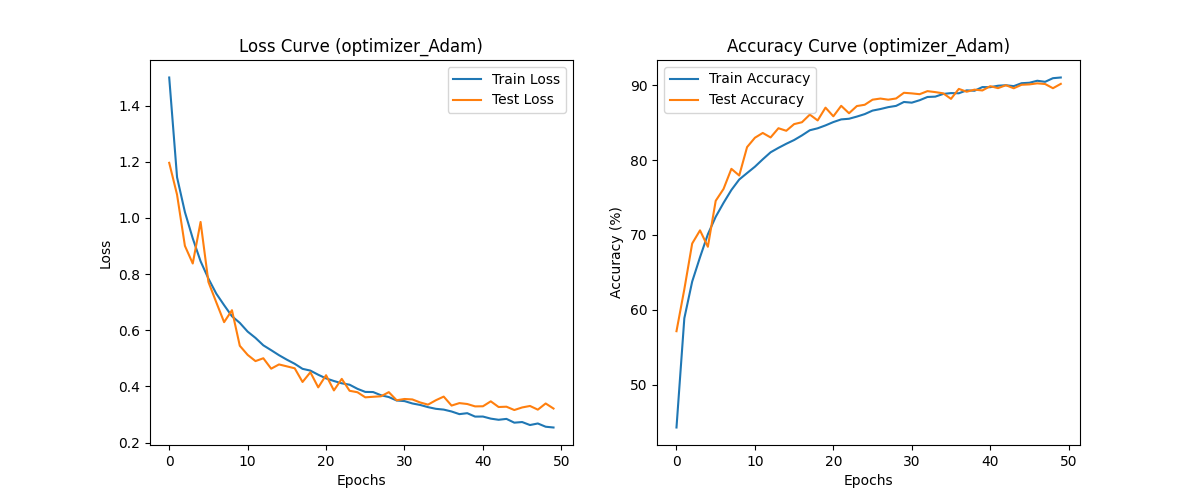 Loss Curve (optimizer_Adam)
Train Loss
Test Loss
1.4
1.2
1.0
0.8
0.6
0.4
0.2
Loss
0 10 20 30 40 50
Epochs
Accuracy Curve (optimizer_Adam)
Train Accuracy
Test Accuracy
90
80
70
60
50
Accuracy (%)
0 10 20 30 40 50
Epochs